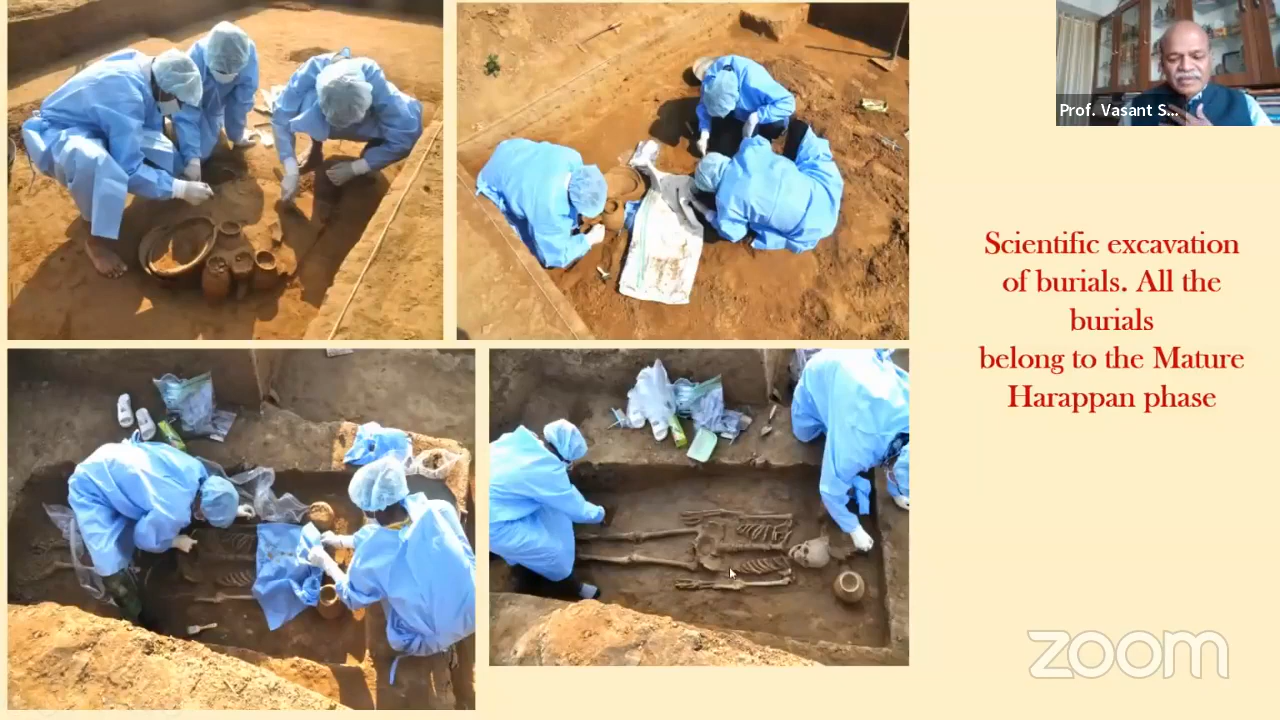 Prof. Vasant S...
Scientific excavation
of burials. All the
burials
belong to the Mature
Harappan phase
zoom